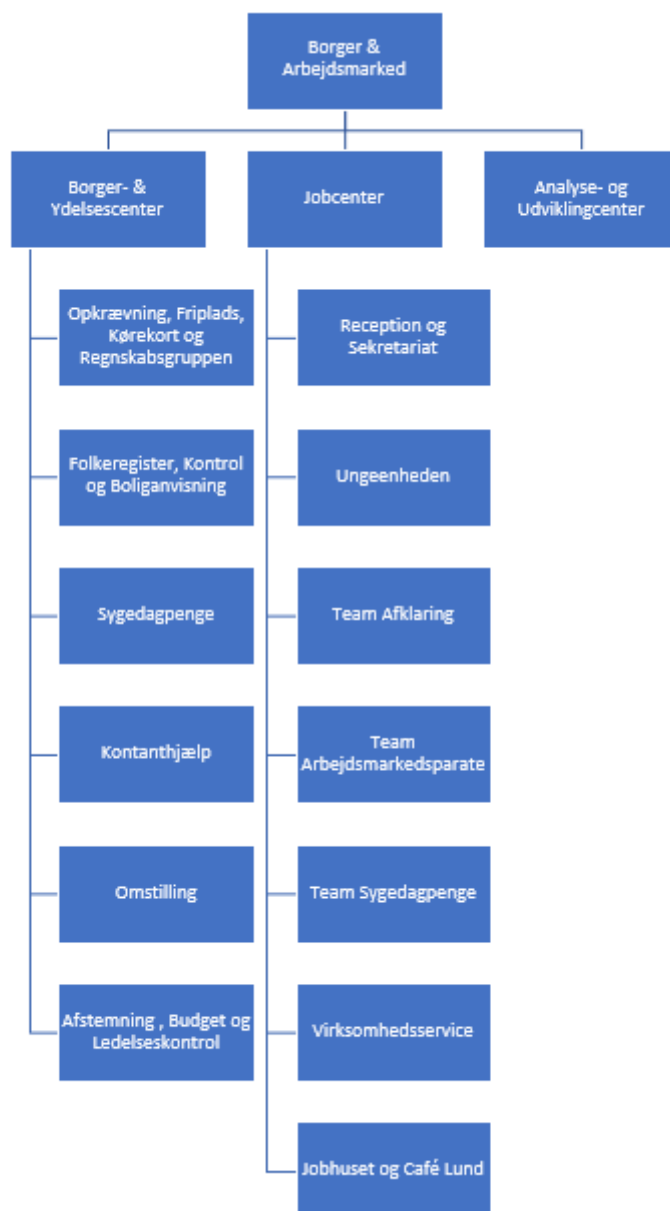 Borger &
Arbejdsmarked
Borger- &
Ydelsescenter
Jobcenter
Analyse- og
Udviklingcenter
Opkrævning, Friplads,
Kørekort og
Regnskabsgruppen
Folkeregister, Kontrol
og Boliganvisning
Sygedagpenge
Kontanthjælp
Omstilling
Afstemning , Budget og
Ledelseskontrol
Reception og
Sekretariat
Ungeenheden
Team Afklaring
Team
Arbejdsmarkedsparate
Team Sygedagpenge
Virksomhedsservice
Jobhuset og Café Lund